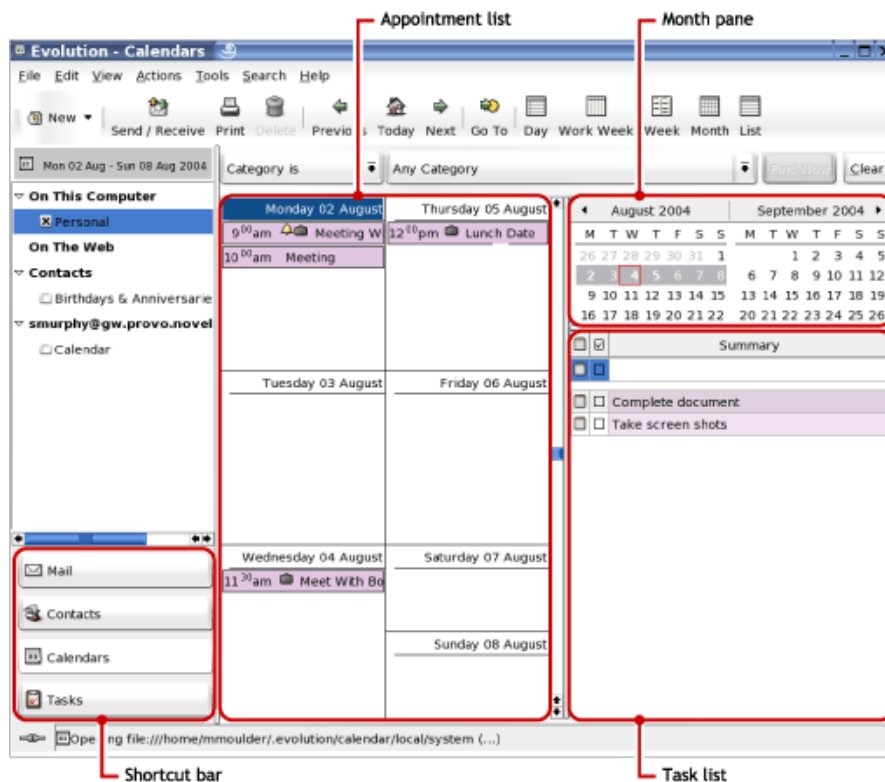 Appointment list
Month pane
Evolution - Calendars
File Edit View Actions Tools Search Help
New
Send / Receive Print Delete Previous Today Next Go To Day Work Week Week Month List
Mon 02 Aug - Sun 08 Aug 2004
Category is
Any Category
Find Now
Clear
On This Computer
Personal
On The Web
Contacts
Birthdays & Anniversarie
smurphy@gw.provo.novel
Calendar
Mail
Contacts
Calendars
Tasks
Monday 02 August
9 00am Meeting W
10 00am Meeting
Tuesday 03 August
Wednesday 04 August
11 30am Meet With Bo
Thursday 05 August
12 00pm Lunch Date
Friday 06 August
Saturday 07 August
Sunday 08 August
August 2004
M T W T F S S
26 27 28 29 30 31 1
2 3 4 5 6 7 8
9 10 11 12 13 14 15
16 17 18 19 20 21 22
September 2004
M T W T F S S
1 2 3 4 5
6 7 8 9 10 11 12
13 14 15 16 17 18 19
20 21 22 23 24 25 26
Summary
Complete document
Take screen shots
Ope ng file:///home/mmoulder/.evolution/calendar/local/system (...)
Shortcut bar
Task list